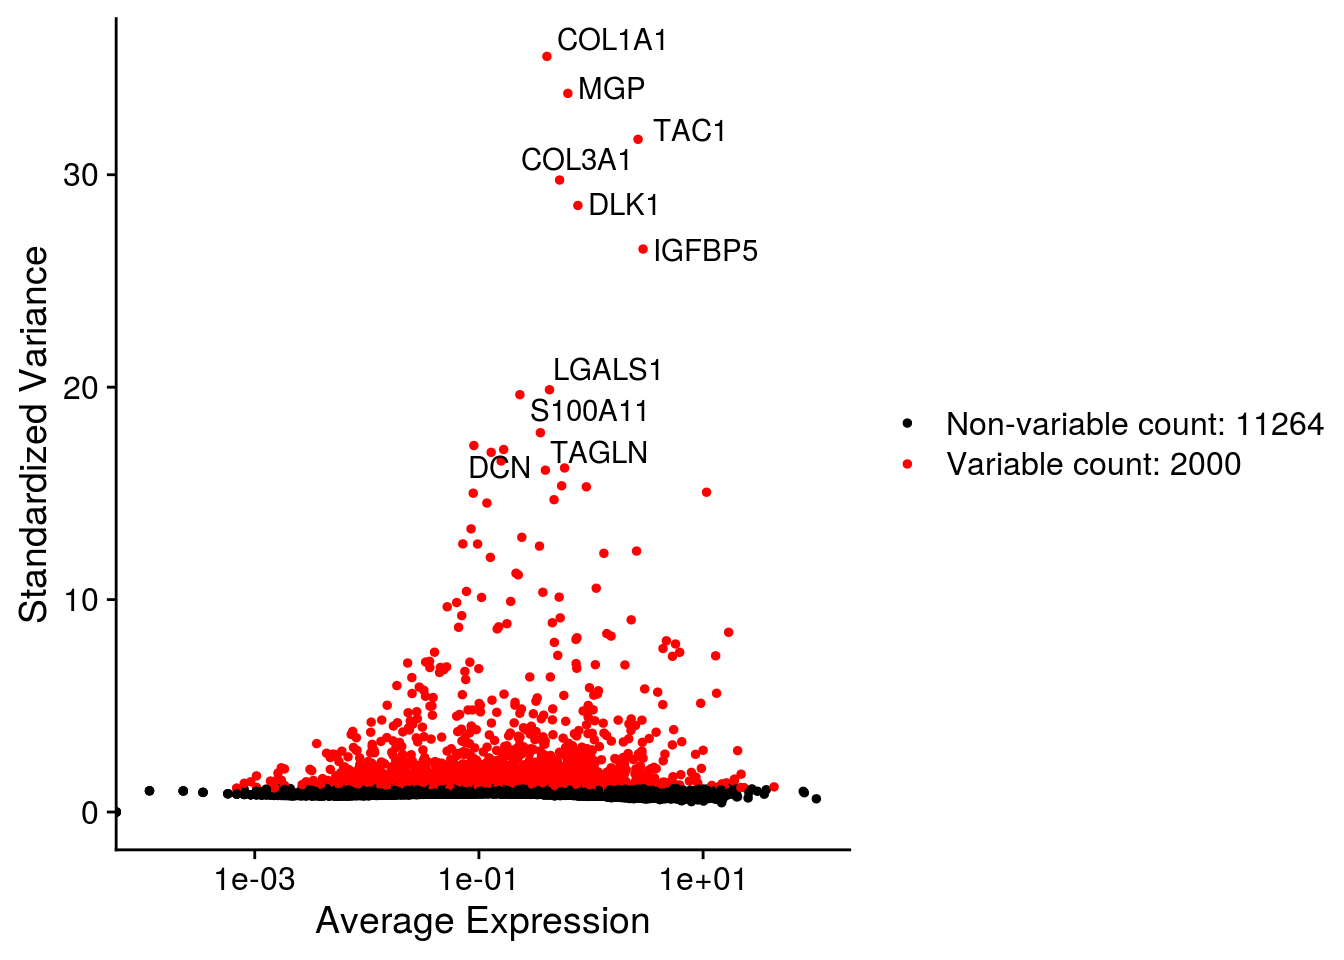 COL1A1
MGP
TAC1
COL3A1
DLK1
IGFBP5
LGALS1
S100A11
TAGLN
DCN
30
20
10
0
Standardized Variance
1e-03 1e-01 1e+01
Average Expression
Non-variable count: 11264
Variable count: 2000